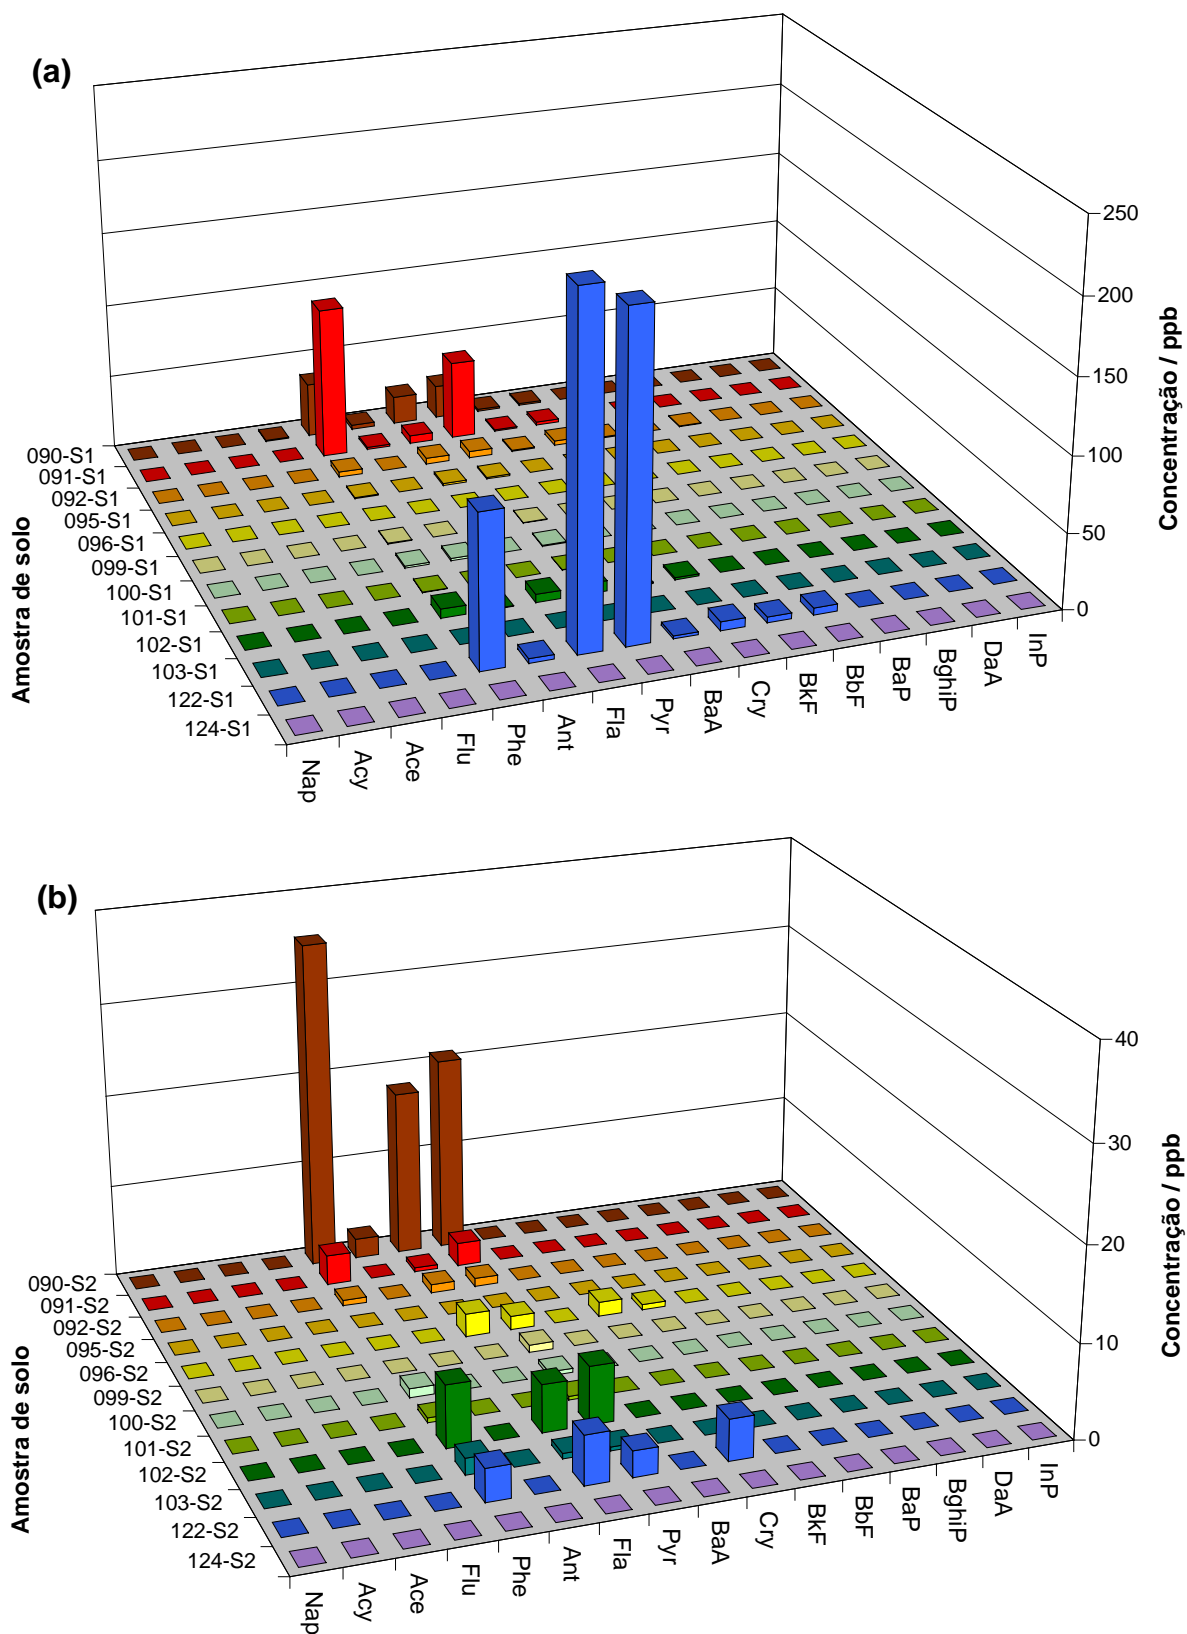 (a)
250
200
150
100
50
0
Concentração / ppb
090-S1
091-S1
092-S1
095-S1
096-S1
099-S1
100-S1
101-S1
102-S1
103-S1
122-S1
124-S1
Amostra de solo
Nap
Acy
Ace
Flu
Phe
Ant
Fla
Pyr
BaA
Cry
BkF
BbF
BaP
BghiP
DaA
InP
(b)
40
30
20
10
0
Concentração / ppb
090-S2
091-S2
092-S2
095-S2
096-S2
099-S2
100-S2
101-S2
102-S2
103-S2
122-S2
124-S2
Amostra de solo
Nap
Acy
Ace
Flu
Phe
Ant
Fla
Pyr
BaA
Cry
BkF
BbF
BaP
BghiP
DaA
InP